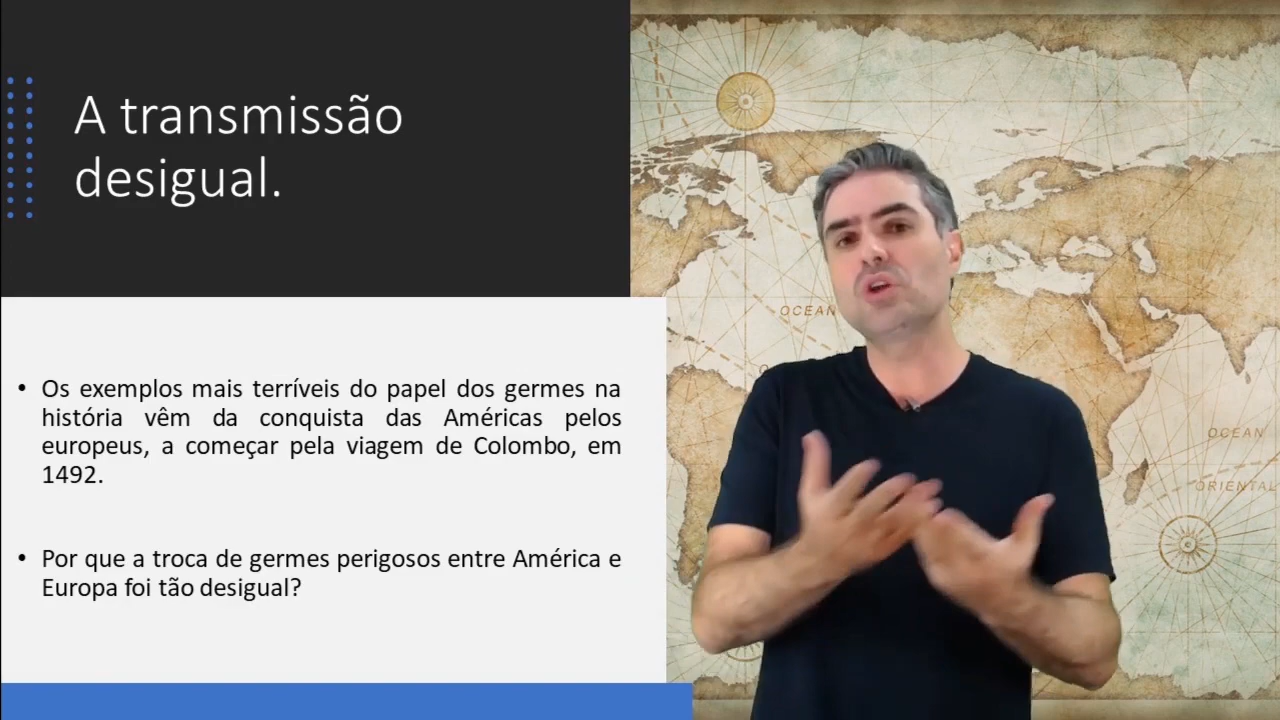 A transmissão
desigual.
• Os exemplos mais terríveis do papel dos germes na
história vêm da conquista das Américas pelos
europeus, a começar pela viagem de Colombo, em
1492.
• Por que a troca de germes perigosos entre América e
Europa foi tão desigual?
OCEAN
OCEAN
ORIENTAL